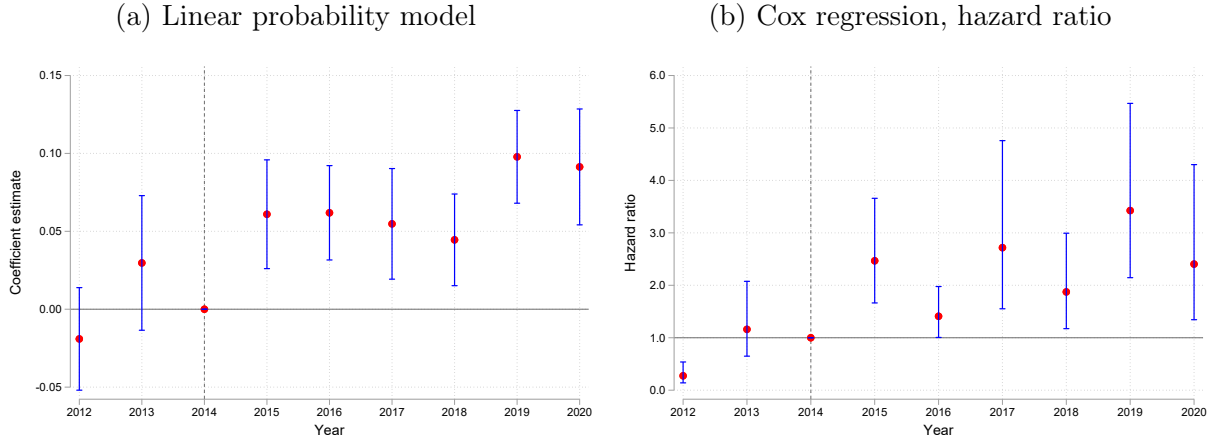 (a) Linear probability model
0.15
0.10
0.05
0.00
-0.05
Coefficient estimate
2012 2013 2014 2015 2016 2017 2018 2019 2020
Year
(b) Cox regression, hazard ratio
6.0
5.0
4.0
3.0
2.0
1.0
0.0
Hazard ratio
2012 2013 2014 2015 2016 2017 2018 2019 2020
Year